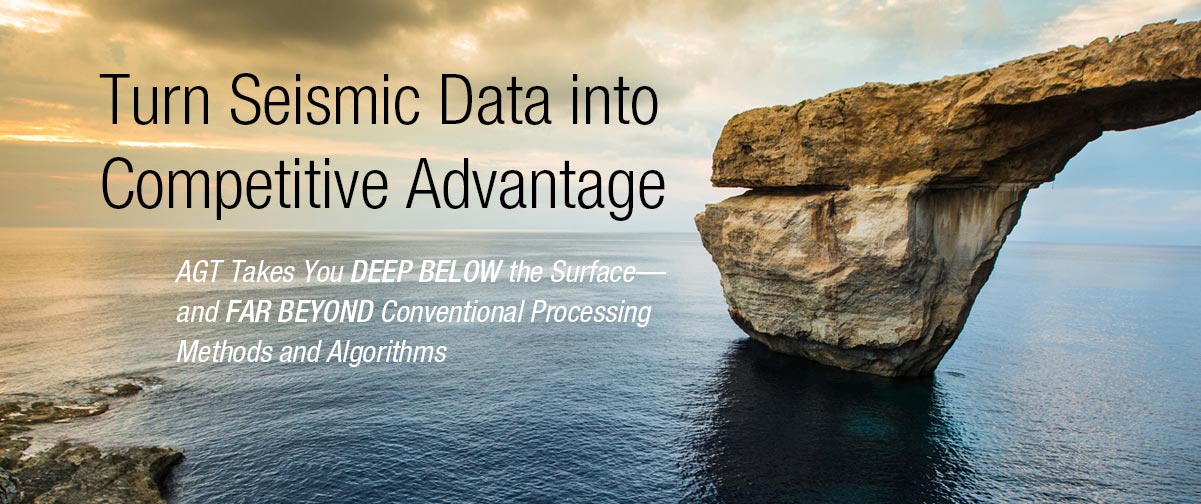 Turn Seismic Data into
Competitive Advantage
AGT Takes You DEEP BELOW the Surface—
and FAR BEYOND Conventional Processing
Methods and Algorithms